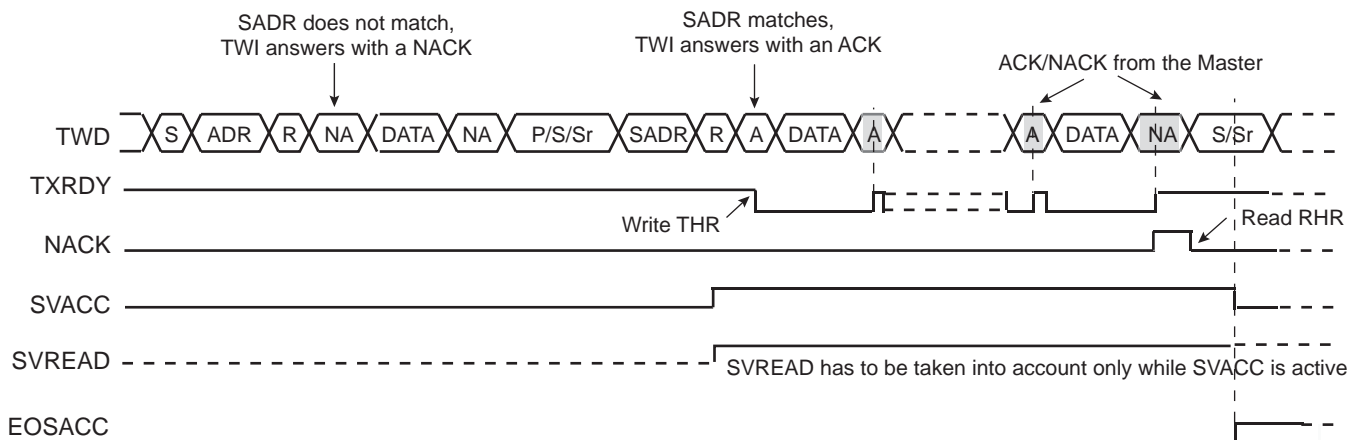 SADR does not match,
TWI answers with a NACK
SADR matches,
TWI answers with an ACK
ACK/NACK from the Master
TWD S ADR R NA DATA NA P/S/Sr SADR R A DATA A A DATA NA S/Sr
TXRDY
Write THR
Read RHR
NACK
SVACC
SVREAD
SVREAD has to be taken into account only while SVACC is active
EOSACC